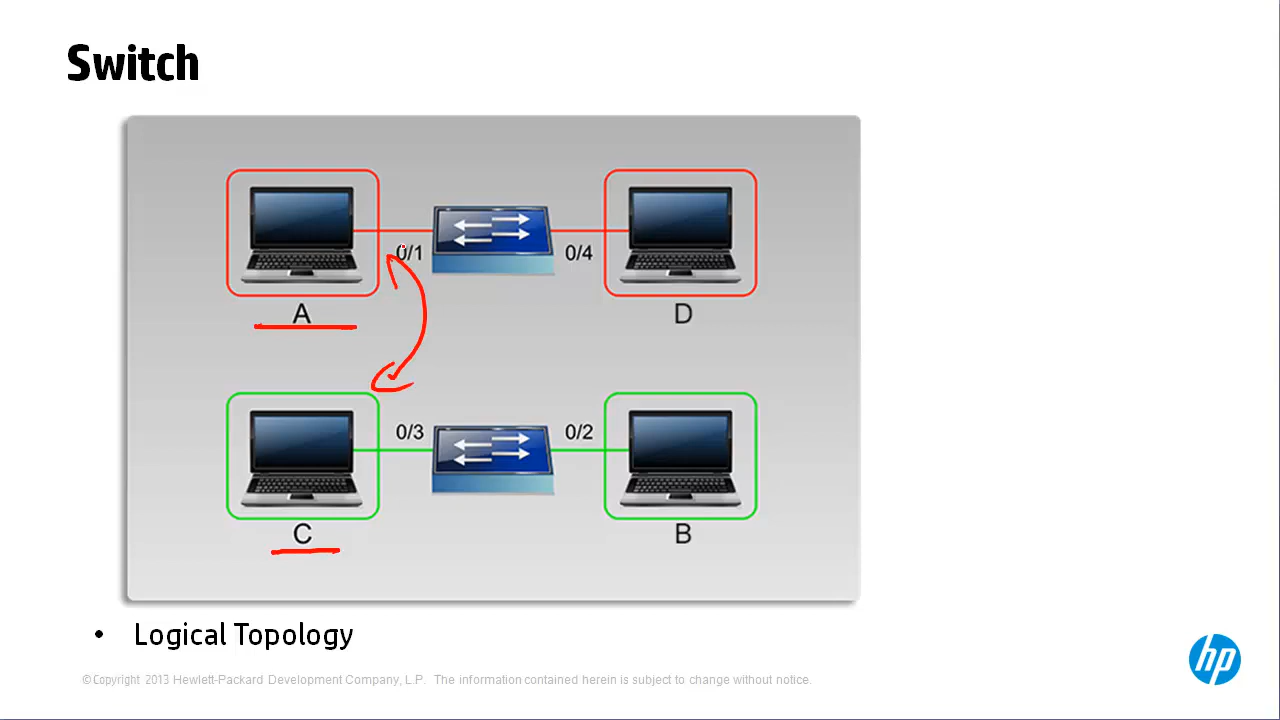 Switch
0/1
0/4
A
D
0/3
0/2
C
B
• Logical Topology
© Copyright 2013 Hewlett-Packard Development Company, L.P. The information contained herein is subject to change without notice.
hp